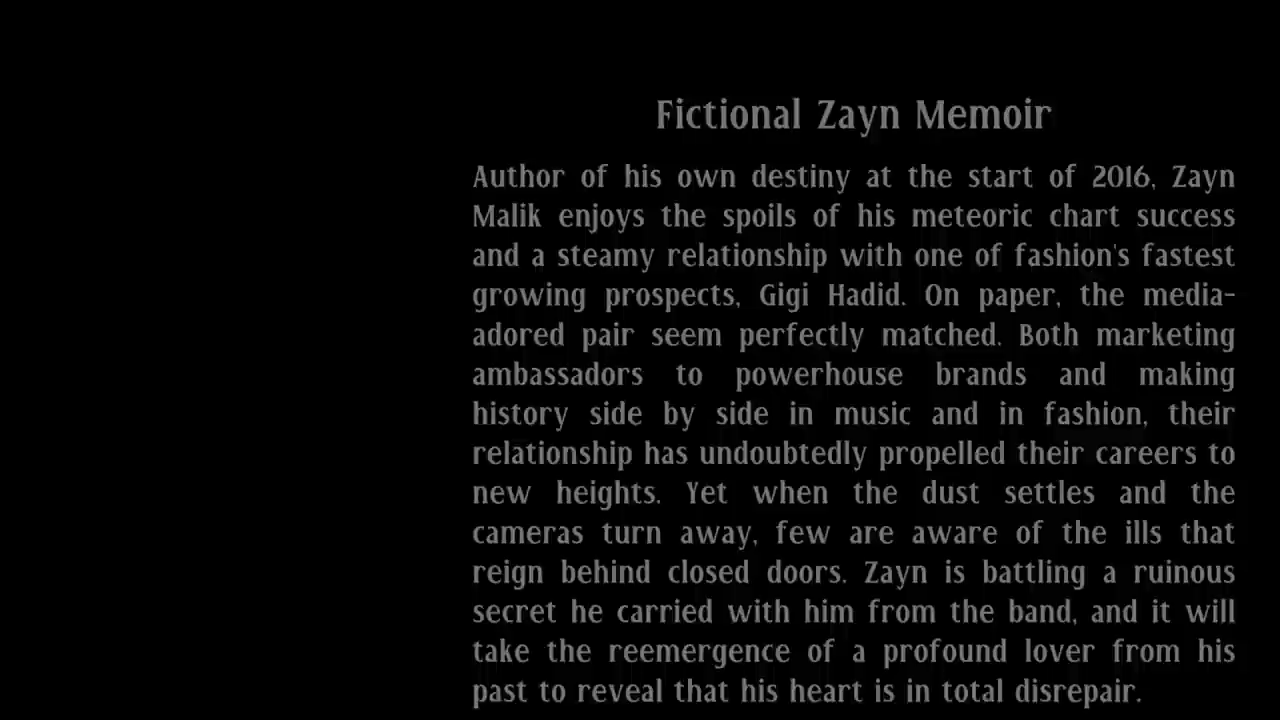 Fictional Zayn Memoir
Author of his own destiny at the start of 2016, Zayn
Malik enjoys the spoils of his meteoric chart success
and a steamy relationship with one of fashion's fastest
growing prospects, Gigi Hadid. On paper, the media-
adored pair seem perfectly matched. Both marketing
ambassadors to powerhouse brands and making
history side by side in music and in fashion, their
relationship has undoubtedly propelled their careers to
new heights. Yet when the dust settles and the
cameras turn away, few are aware of the ills that
reign behind closed doors. Zayn is battling a ruinous
secret he carried with him from the band, and it will
take the reemergence of a profound lover from his
past to reveal that his heart is in total disrepair.